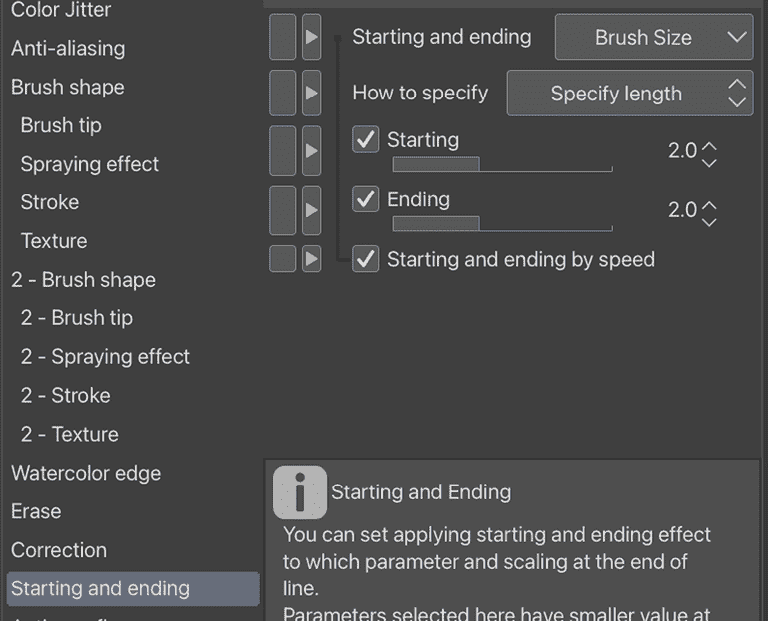 Color Jitter
Anti-aliasing
Brush shape
Brush tip
Spraying effect
Stroke
Texture
2 - Brush shape
2 - Brush tip
2 - Spraying effect
2 - Stroke
2 - Texture
Watercolor edge
Erase
Correction
Starting and ending
Starting and ending Brush Size
How to specify Specify length
Starting 2.0
Ending 2.0
Starting and ending by speed
Starting and Ending
You can set applying starting and ending effect
to which parameter and scaling at the end of
line.
Parameters selected here have smaller value at